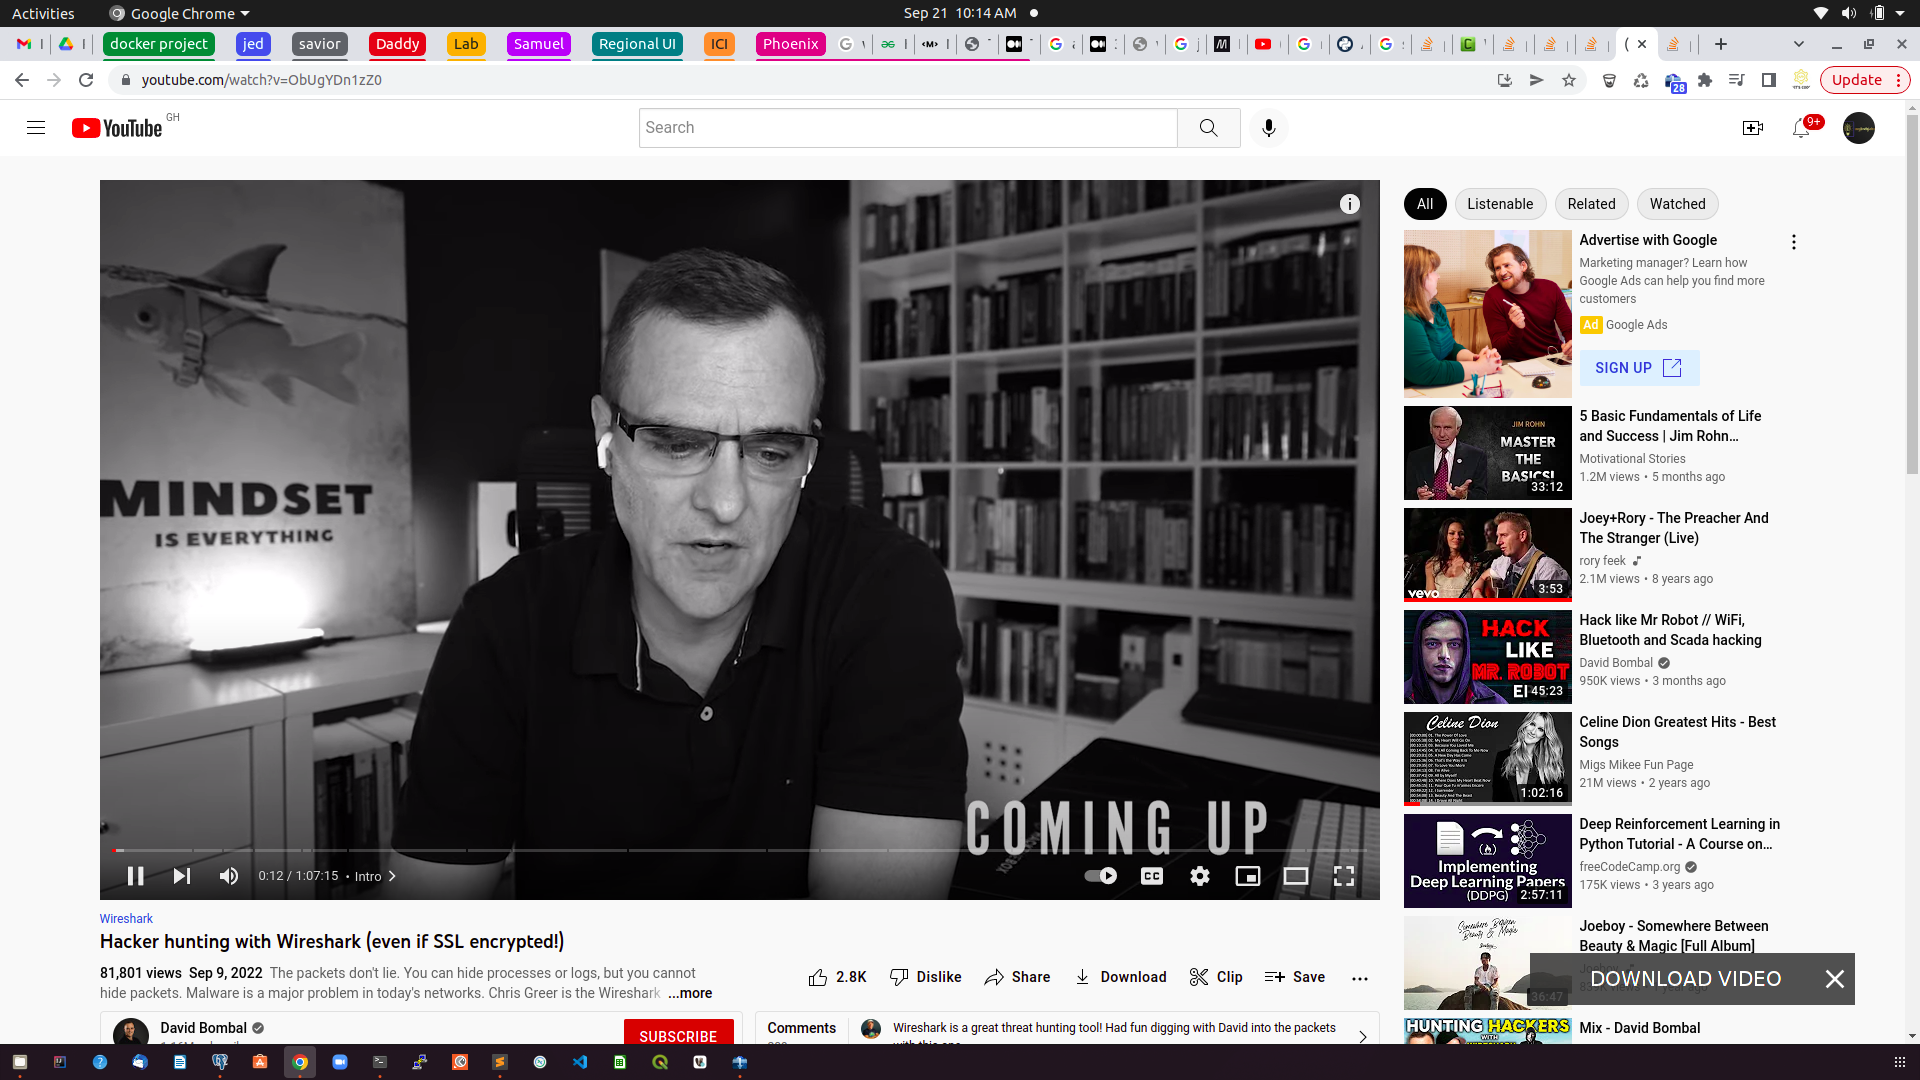 Activities
Google Chrome
Sep 21 10:14 AM
docker project
jed
savior
Daddy
Lab
Samuel
Regional UI
ICI
Phoenix
youtube.com/watch?v=ObUgYDn1zZ0
28
Update
YouTube GH
Search
9+
MINDSET
IS EVERYTHING
COMING UP
0:12 / 1:07:15 • Intro
CC
Wireshark
Hacker hunting with Wireshark (even if SSL encrypted!)
81,801 views Sep 9, 2022 The packets don't lie. You can hide processes or logs, but you cannot
hide packets. Malware is a major problem in today's networks. Chris Greer is the Wireshark ...more
2.8K
Dislike
Share
Download
Clip
Save
David Bombal
SUBSCRIBE
Comments
Wireshark is a great threat hunting tool! Had fun digging with David into the packets
All
Listenable
Related
Watched
Advertise with Google
Marketing manager? Learn how
Google Ads can help you find more
customers
Ad Google Ads
SIGN UP
JIM ROHN
MASTER
THE
BASICS!
33:12
5 Basic Fundamentals of Life
and Success | Jim Rohn...
Motivational Stories
1.2M views • 5 months ago
vevo
3:53
Joey+Rory - The Preacher And
The Stranger (Live)
rory feek
2.1M views • 8 years ago
HACK
LIKE
MR. ROBOT
45:23
Hack like Mr Robot // WiFi,
Bluetooth and Scada hacking
David Bombal
950K views • 3 months ago
Celine Dion
1:02:16
Celine Dion Greatest Hits - Best
Songs
Migs Mikee Fun Page
21M views • 2 years ago
Implementing
Deep Learning Papers
(DDPG)
2:57:11
Deep Reinforcement Learning in
Python Tutorial - A Course on...
freeCodeCamp.org
175K views • 3 years ago
Somewhere Between
Beauty & Magic
36:47
Joeboy - Somewhere Between
Beauty & Magic [Full Album]
DOWNLOAD VIDEO
HUNTING HACKERS
Mix - David Bombal